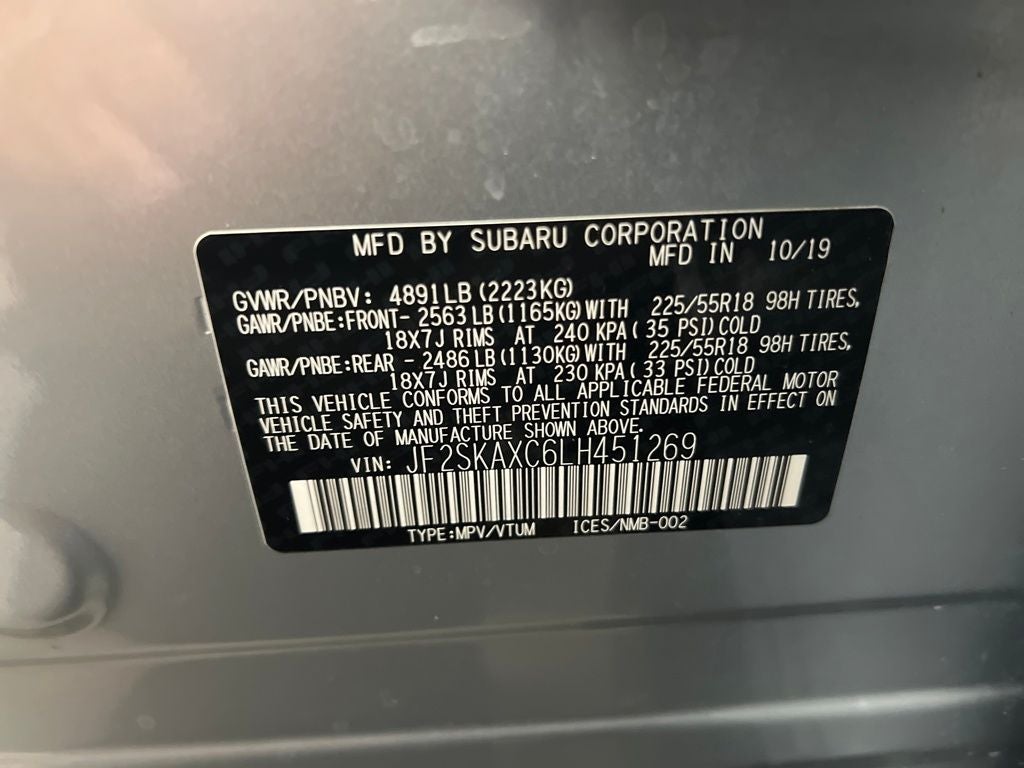 MFD BY SUBARU CORPORATION
MFD IN 10/19
GVWR/PNBV: 4891LB (2223KG)
GAWR/PNBE:FRONT- 2563LB (1165KG)WITH 225/55R18 98H TIRES,
18X7J RIMS AT 240 KPA ( 35 PSI)COLD
GAWR/PNBE:REAR - 2486LB (1130KG)WITH 225/55R18 98H TIRES,
18X7J RIMS AT 230 KPA ( 33 PSI)COLD
THIS VEHICLE CONFORMS TO ALL APPLICABLE FEDERAL MOTOR
VEHICLE SAFETY AND THEFT PREVENTION STANDARDS IN EFFECT ON
THE DATE OF MANUFACTURE SHOWN ABOVE.
VIN: JF2SKAXC6LH451269
TYPE:MPV/VTUM ICES/NMB-002